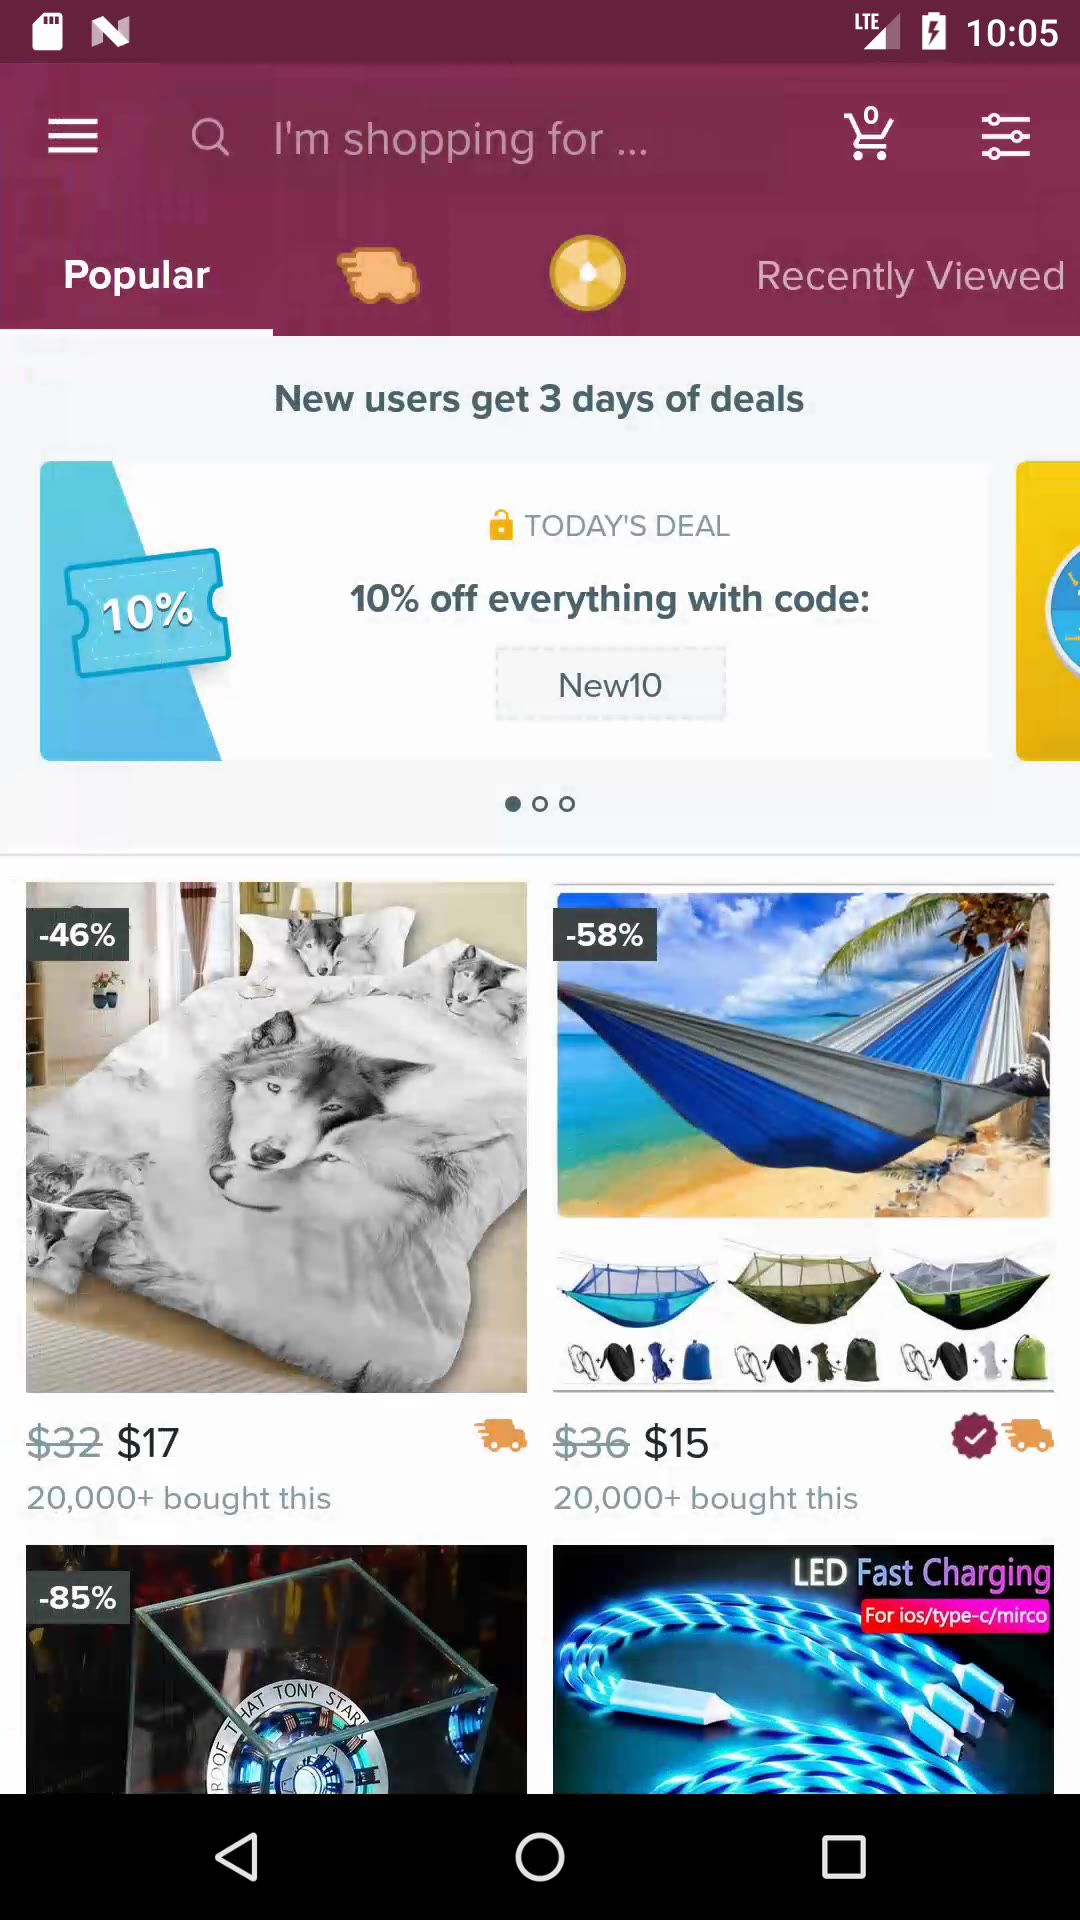 LTE 10:05
I'm shopping for ... 0
Popular Recently Viewed
New users get 3 days of deals
TODAY'S DEAL
10% off everything with code:
10%
New10
-46% -58%
$32 $17 $36 $15
20,000+ bought this 20,000+ bought this
-85%
LED Fast Charging
For ios/type-c/mirco
ROOF THAT TONY STAR